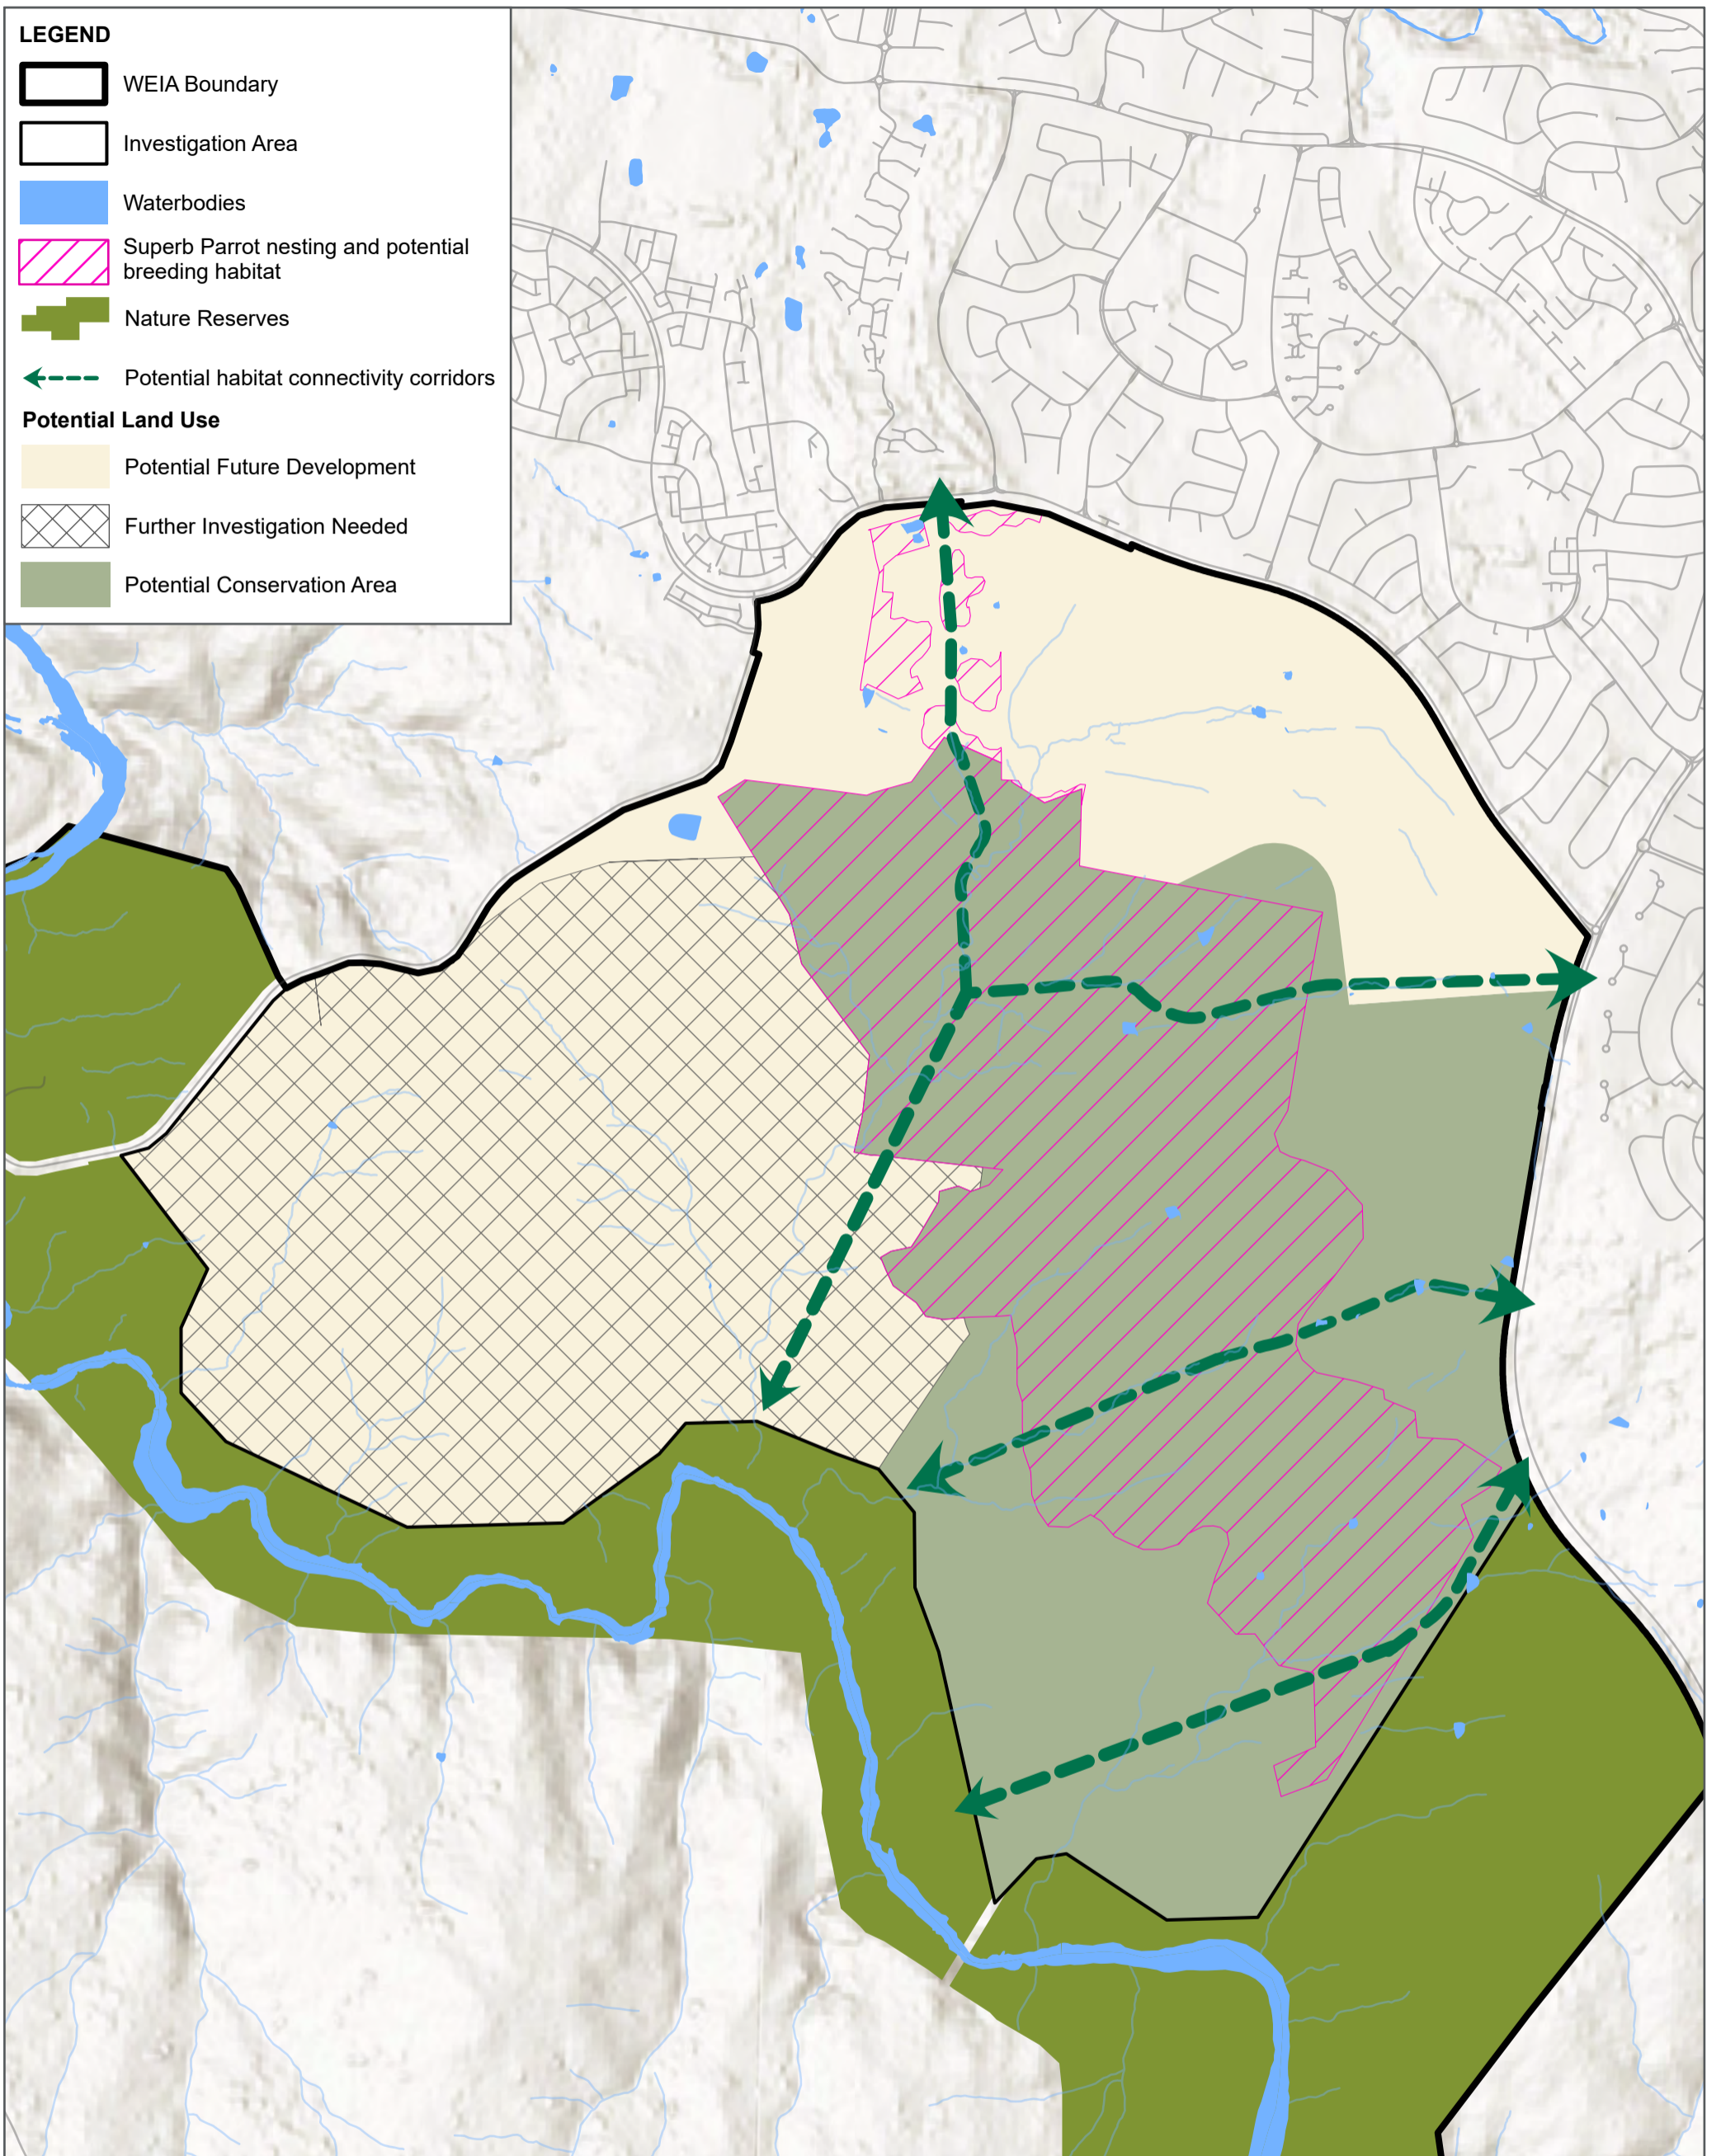 LEGEND
WEIA Boundary
Investigation Area
Waterbodies
Superb Parrot nesting and potential
breeding habitat
Nature Reserves
Potential habitat connectivity corridors
Potential Land Use
Potential Future Development
Further Investigation Needed
Potential Conservation Area